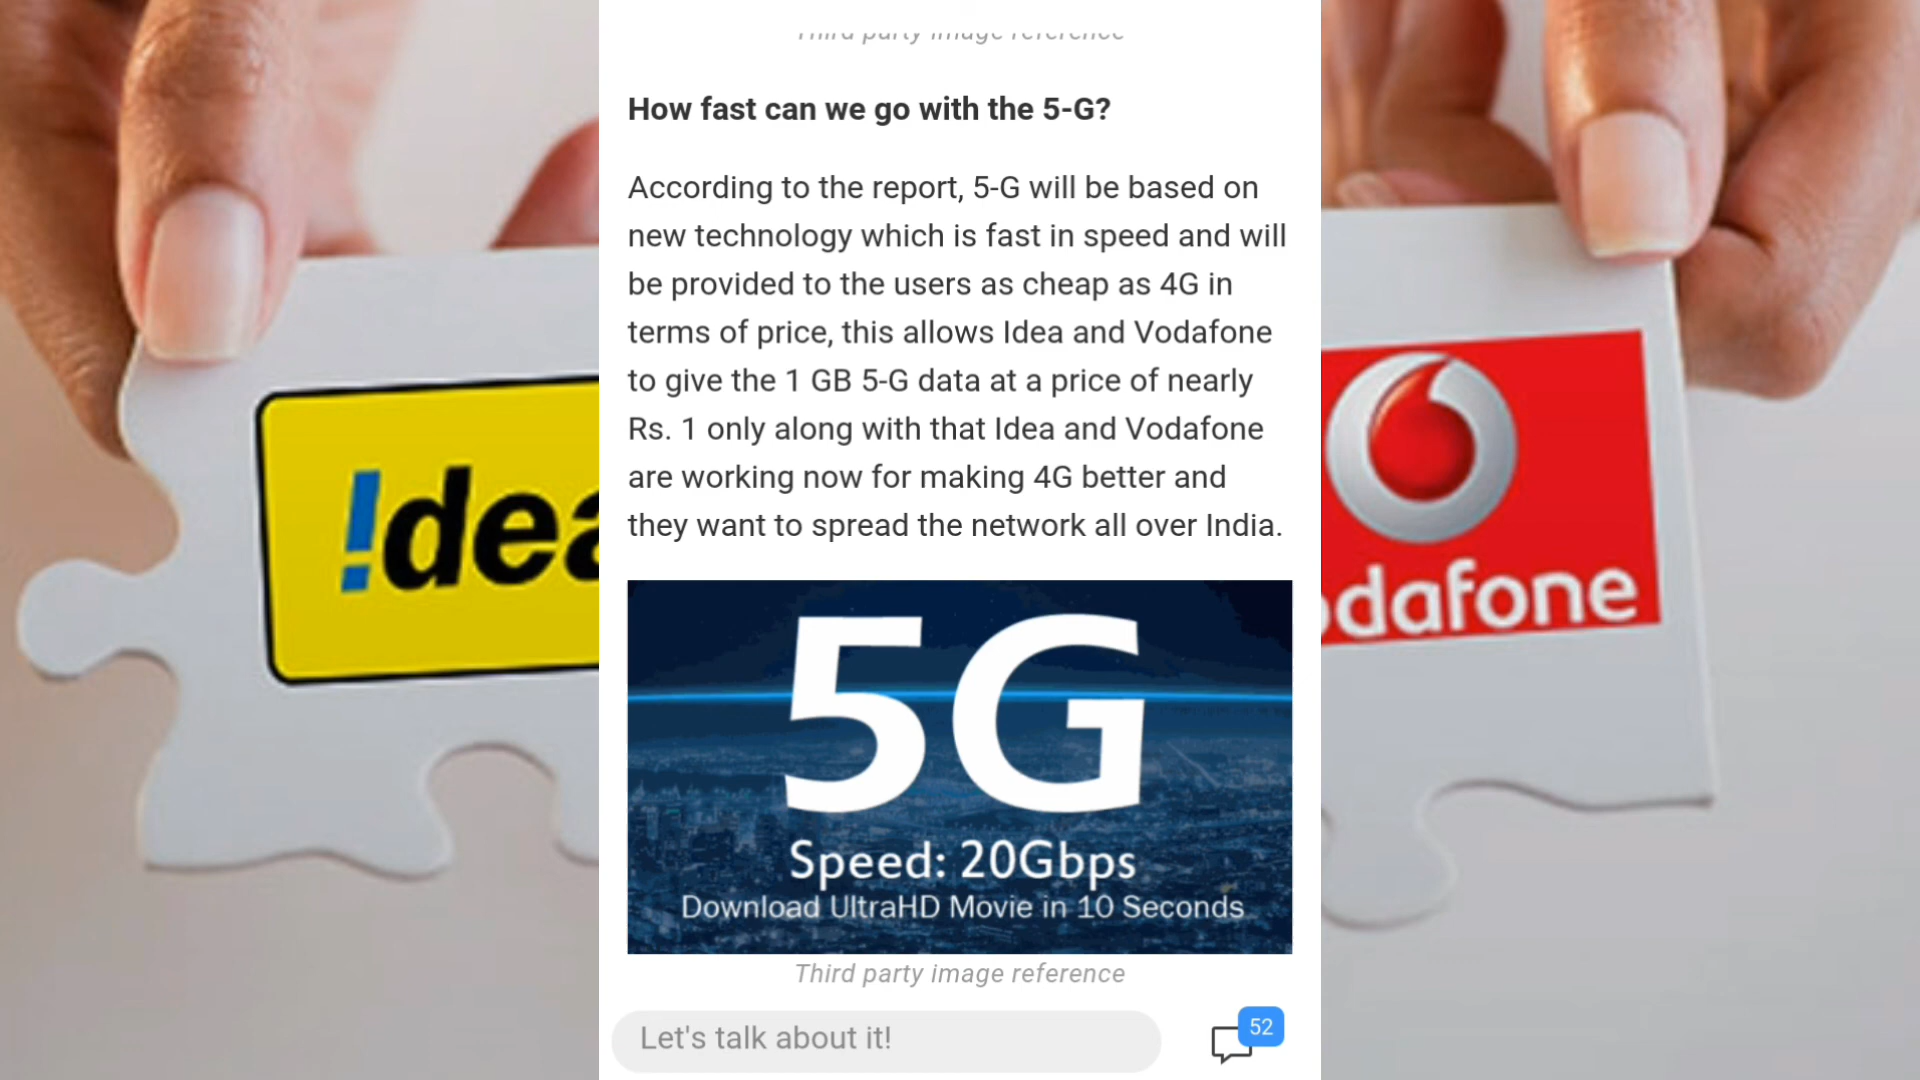 Third party image reference
How fast can we go with the 5-G?
According to the report, 5-G will be based on
new technology which is fast in speed and will
be provided to the users as cheap as 4G in
terms of price, this allows Idea and Vodafone
to give the 1 GB 5-G data at a price of nearly
Rs. 1 only along with that Idea and Vodafone
are working now for making 4G better and
they want to spread the network all over India.
!dea
odafone
5G
Speed: 20Gbps
Download UltraHD Movie in 10 Seconds
Third party image reference
Let's talk about it!
52